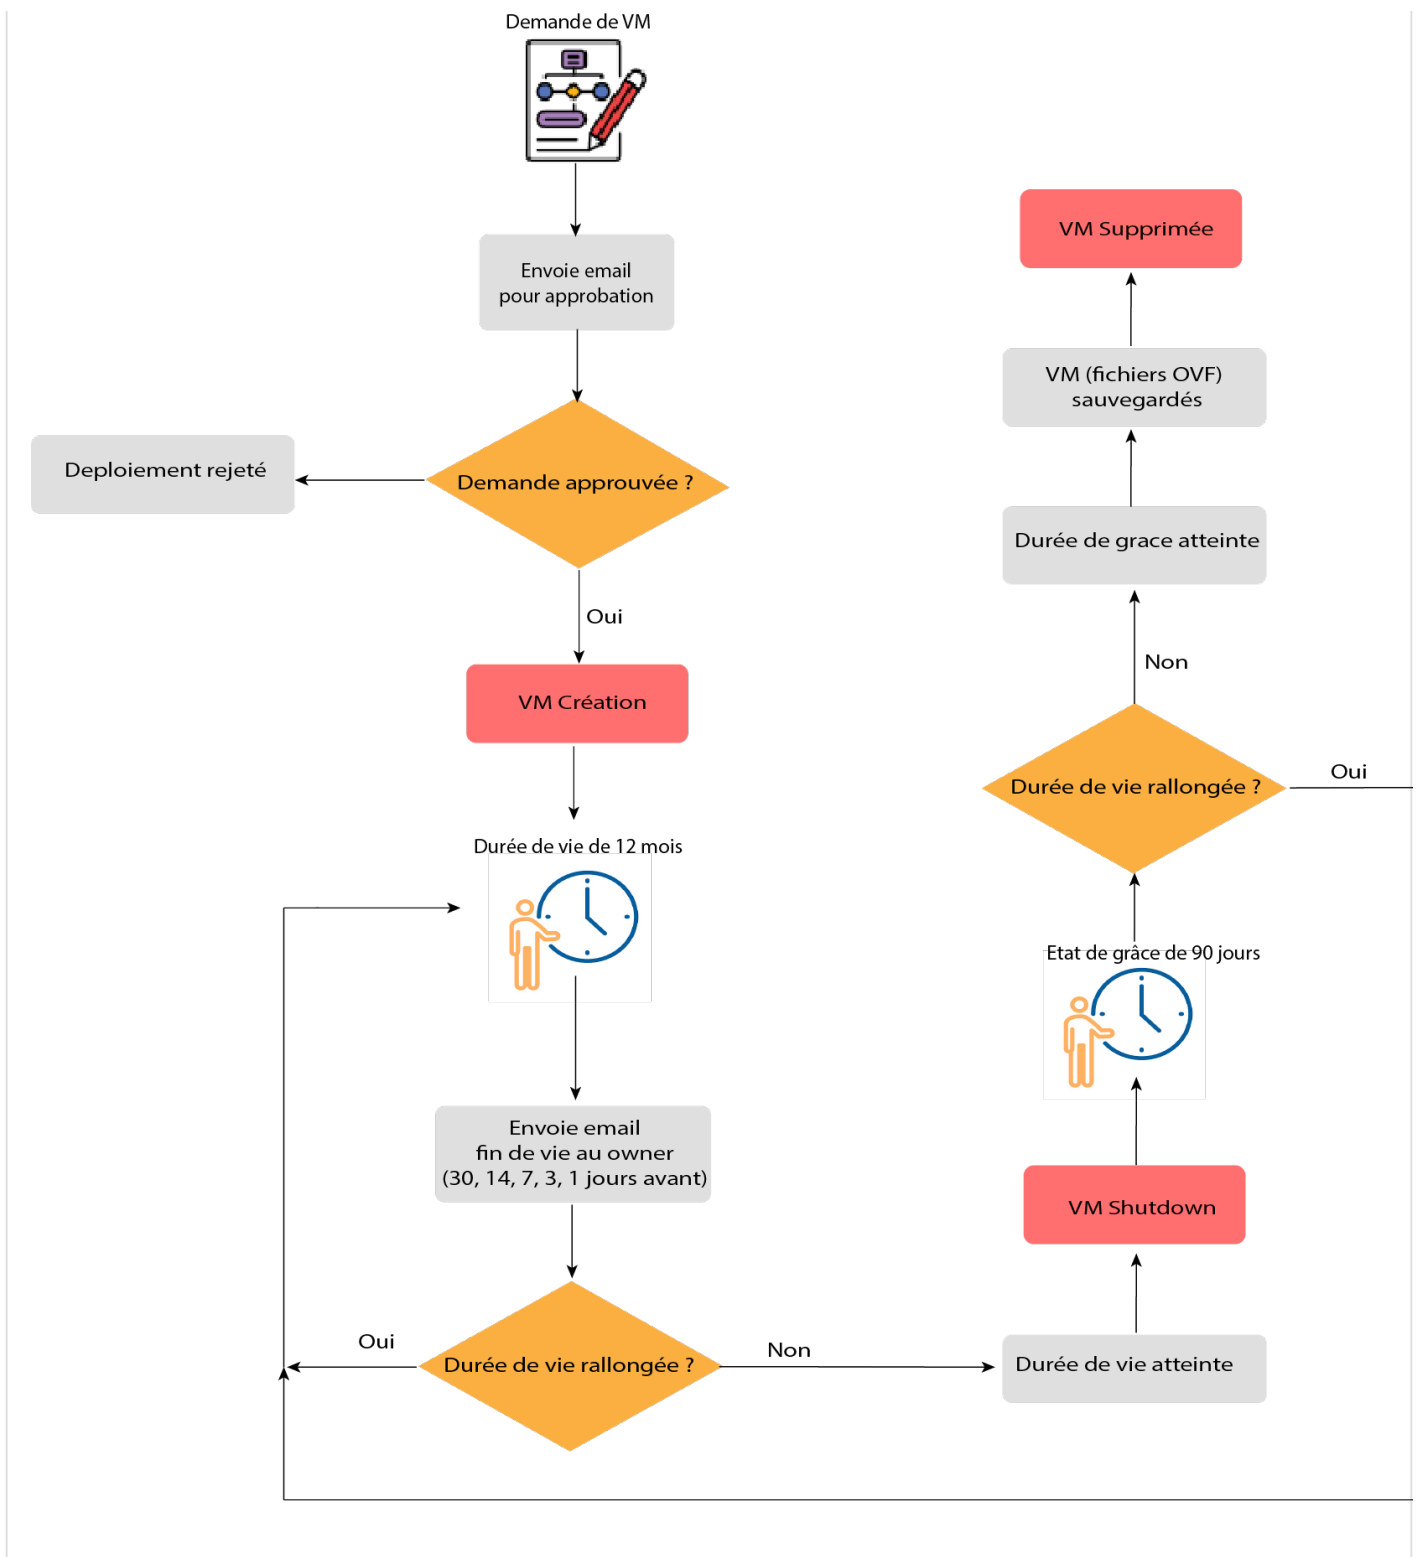 Demande de VM
Envoie email
pour approbation
Demande approuvée ?
Deploiement rejeté
Oui
VM Création
Durée de vie de 12 mois
Envoie email
fin de vie au owner
(30, 14, 7, 3, 1 jours avant)
Durée de vie rallongée ?
Oui
Non
Durée de vie atteinte
VM Shutdown
Etat de grâce de 90 jours
Durée de vie rallongée ?
Oui
Non
Durée de grace atteinte
VM (fichiers OVF)
sauvegardés
VM Supprimée